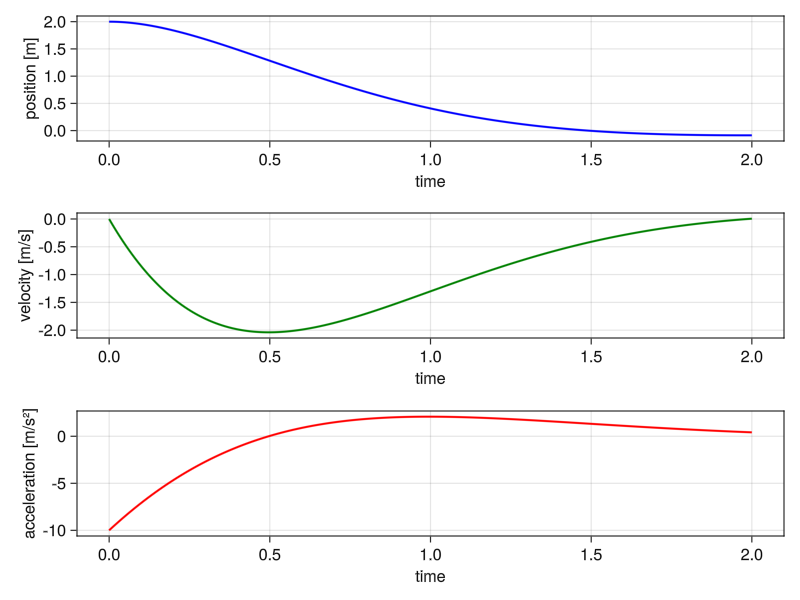 position [m]
2.0
1.5
1.0
0.5
0.0
0.0 0.5 1.0 1.5 2.0
time
velocity [m/s]
0.0
-0.5
-1.0
-1.5
-2.0
0.0 0.5 1.0 1.5 2.0
time
acceleration [m/s²]
0
-5
-10
0.0 0.5 1.0 1.5 2.0
time